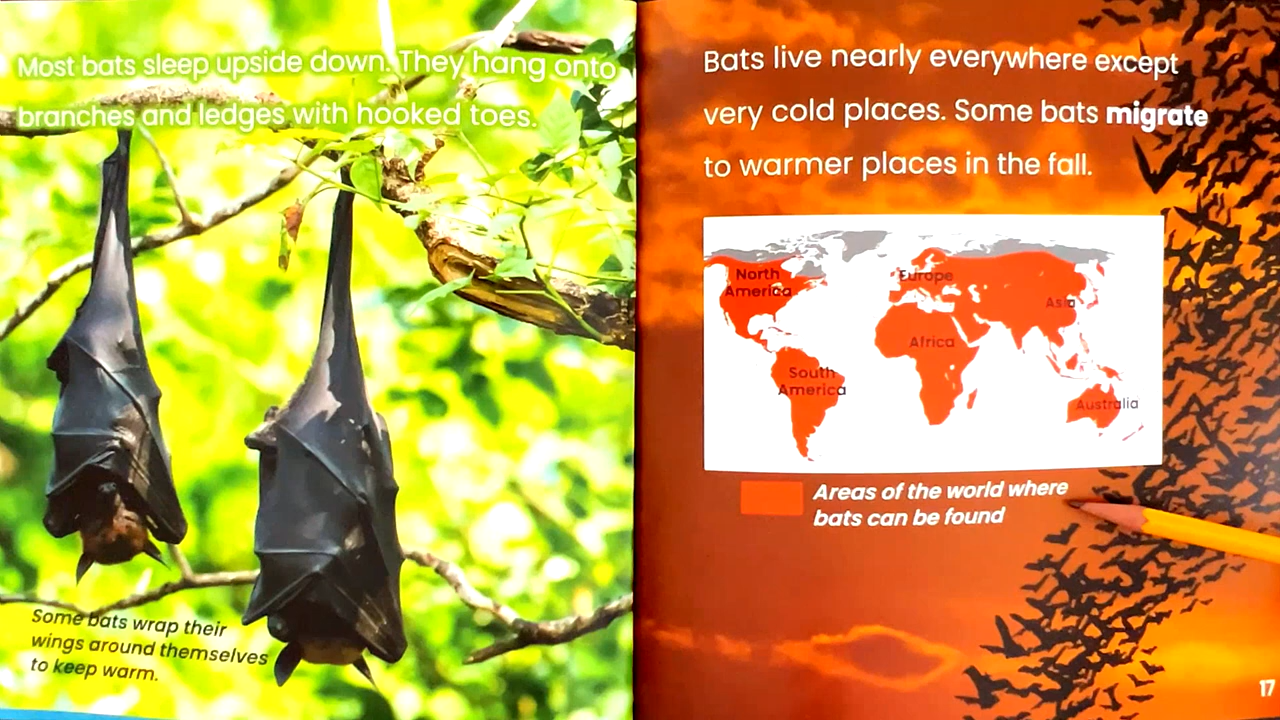 Most bats sleep upside down. They hang onto
branches and ledges with hooked toes.
Some bats wrap their
wings around themselves
to keep warm.
Bats live nearly everywhere except
very cold places. Some bats migrate
to warmer places in the fall.
North
America
Europe
Asia
Africa
South
America
Australia
Areas of the world where
bats can be found
17